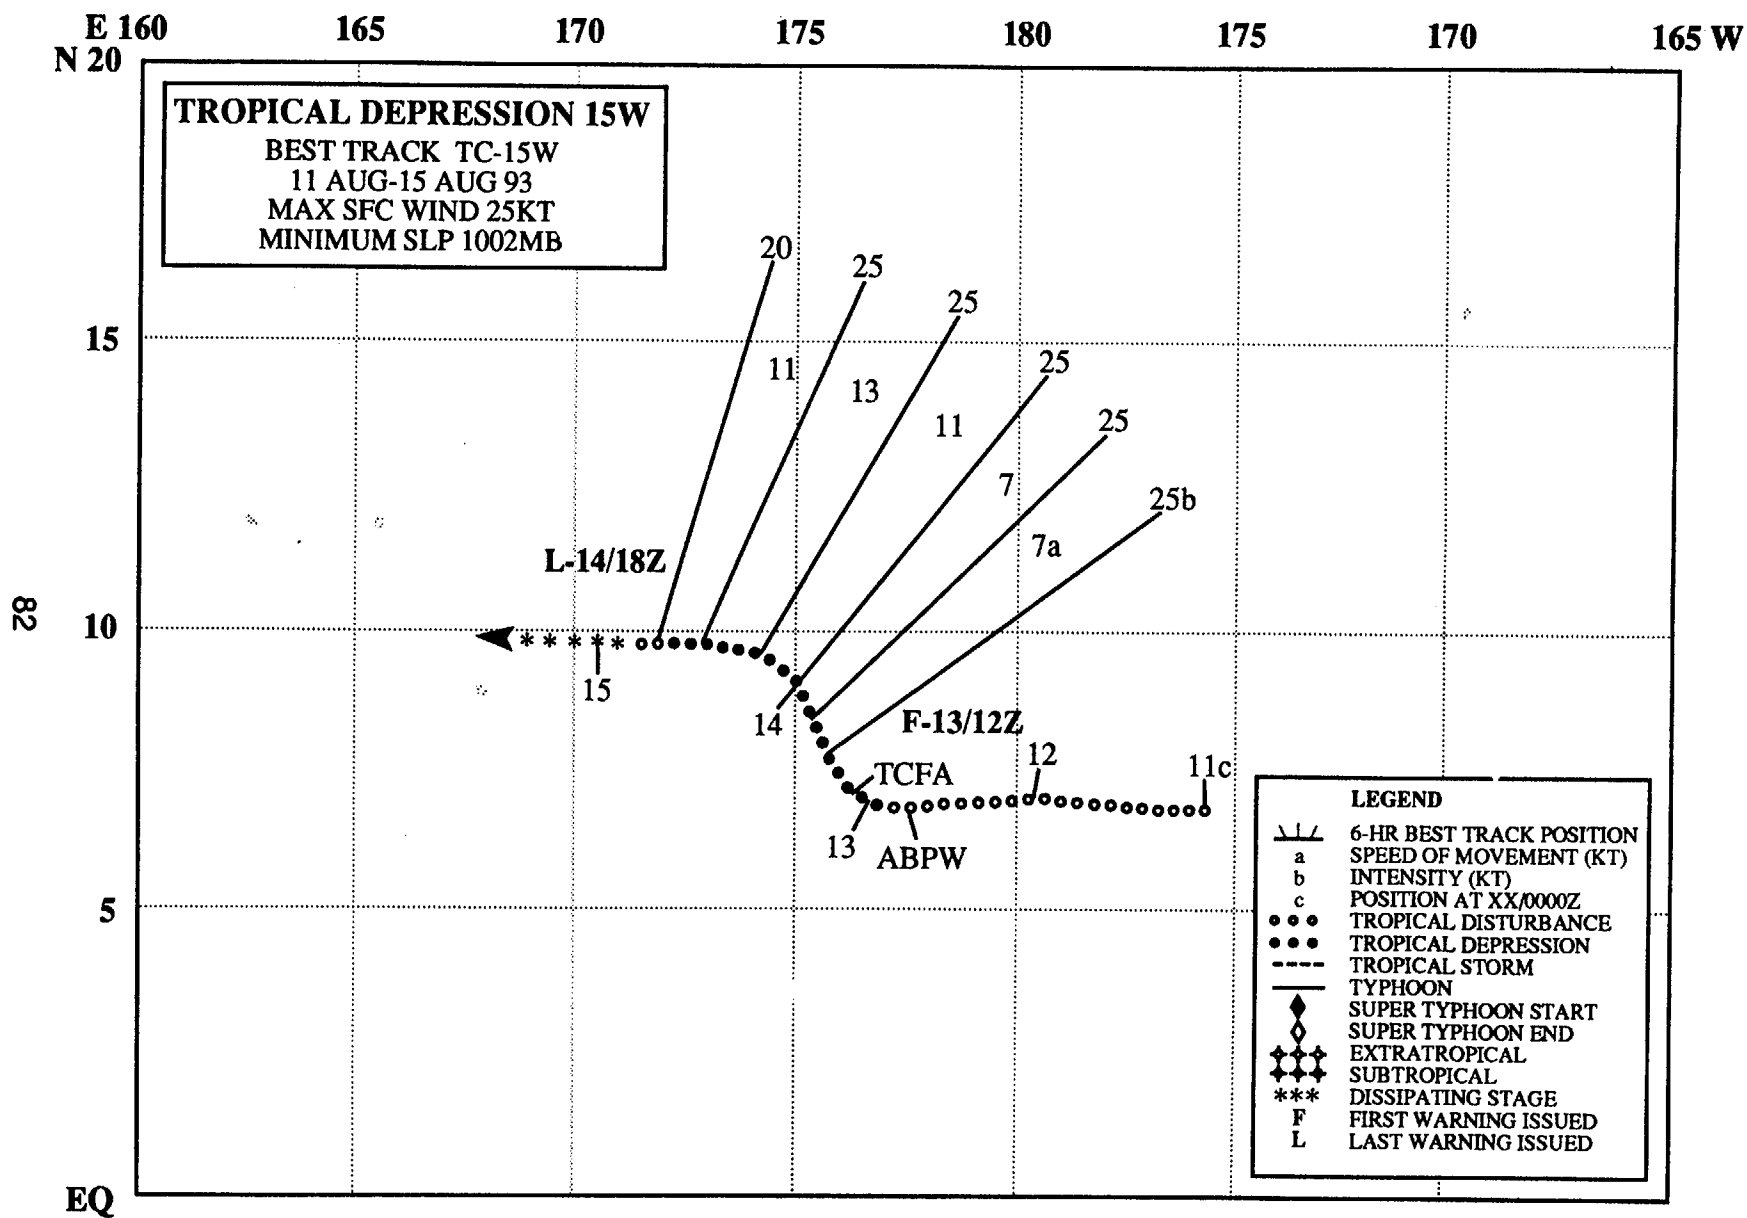 E 160 165 170 175 180 175 170 165 W
N 20
TROPICAL DEPRESSION 15W
BEST TRACK TC-15W
11 AUG-15 AUG 93
MAX SFC WIND 25KT
MINIMUM SLP 1002MB
20
25
25
15
25
11
13
25
11
7
25b
7a
L-14/18Z
82
10
15
14
F-13/12Z
12
11c
TCFA
13
ABPW
5
EQ
LEGEND
6-HR BEST TRACK POSITION
a SPEED OF MOVEMENT (KT)
b INTENSITY (KT)
c POSITION AT XX/0000Z
TROPICAL DISTURBANCE
TROPICAL DEPRESSION
TROPICAL STORM
TYPHOON
SUPER TYPHOON START
SUPER TYPHOON END
EXTRATROPICAL
SUBTROPICAL
*** DISSIPATING STAGE
F FIRST WARNING ISSUED
L LAST WARNING ISSUED